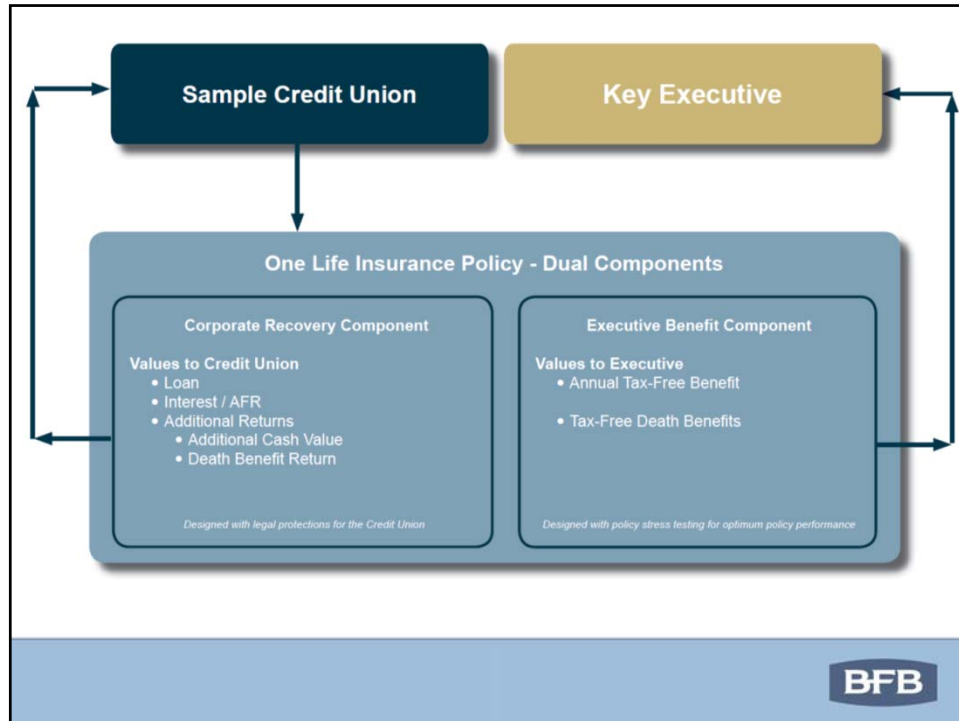 Sample Credit Union
Key Executive
One Life Insurance Policy - Dual Components
Corporate Recovery Component
Values to Credit Union
• Loan
• Interest / AFR
• Additional Returns
• Additional Cash Value
• Death Benefit Return
Designed with legal protections for the Credit Union
Executive Benefit Component
Values to Executive
• Annual Tax-Free Benefit
• Tax-Free Death Benefits
Designed with policy stress testing for optimum policy performance
BFB